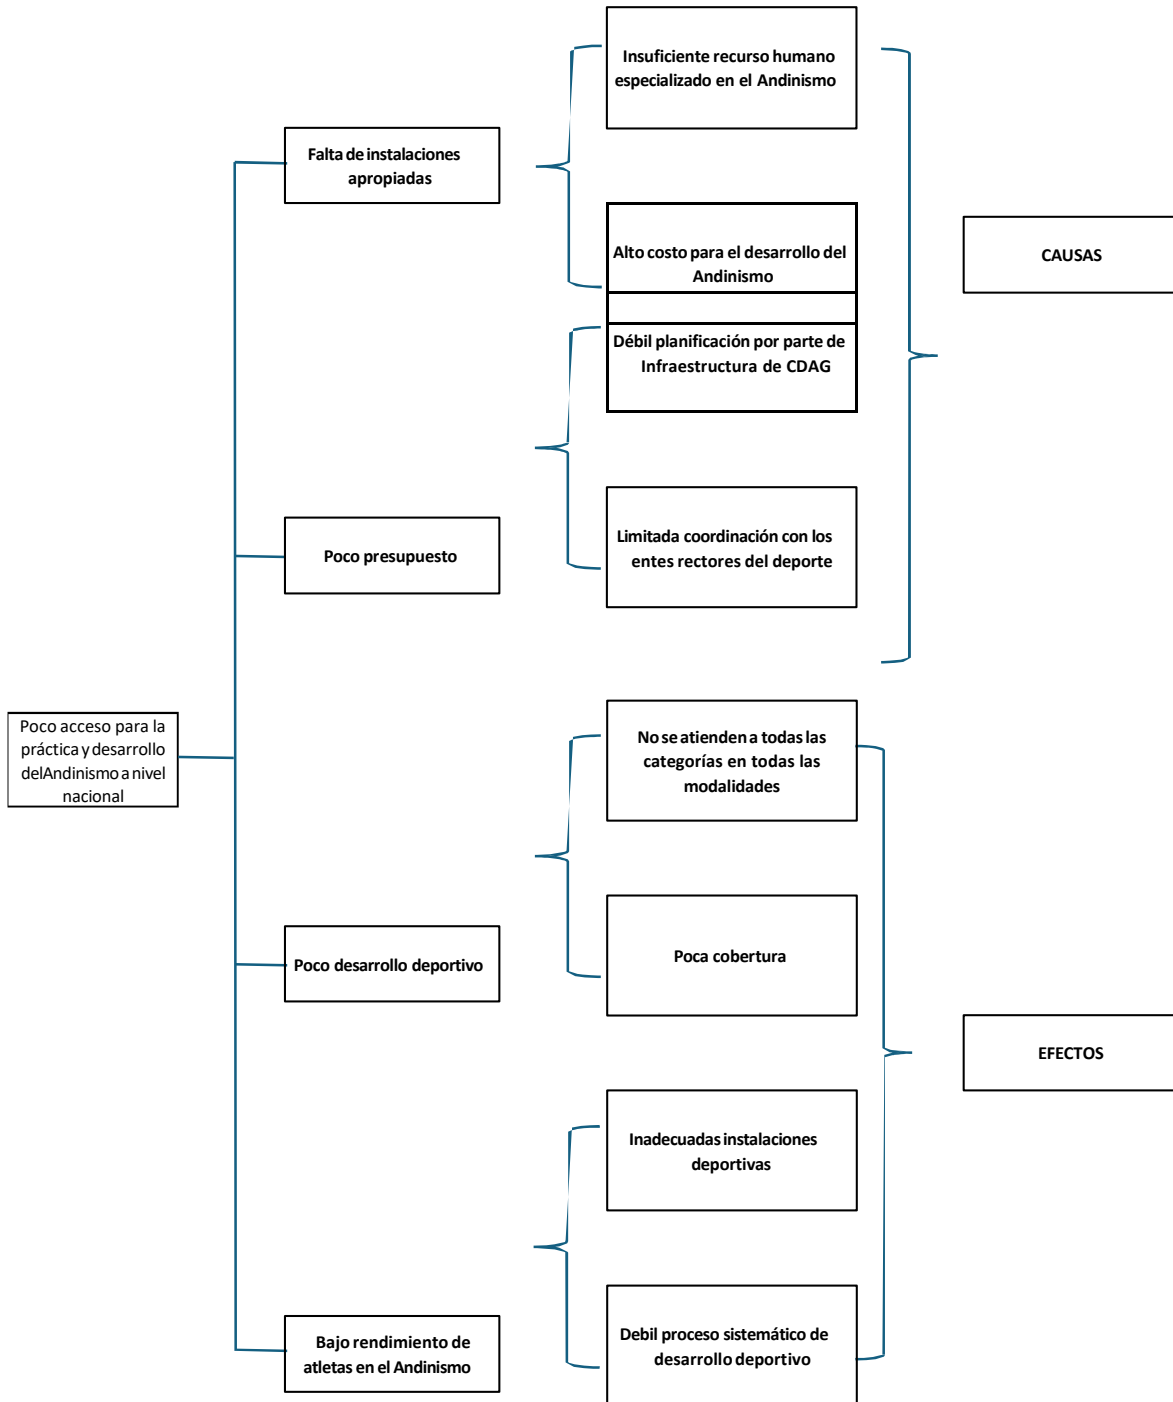 Insuficiente recurso humano
especializado en el Andinismo
Falta de instalaciones
apropiadas
Alto costo para el desarrollo del
Andinismo
CAUSAS
Débil planificación por parte de
Infraestructura de CDAG
Poco presupuesto
Limitada coordinación con los
entes rectores del deporte
Poco acceso para la
práctica y desarrollo
delAndinismo a nivel
nacional
No se atienden a todas las
categorías en todas las
modalidades
Poco desarrollo deportivo
Poca cobertura
EFECTOS
Inadecuadas instalaciones
deportivas
Bajo rendimiento de
atletas en el Andinismo
Debil proceso sistemático de
desarrollo deportivo